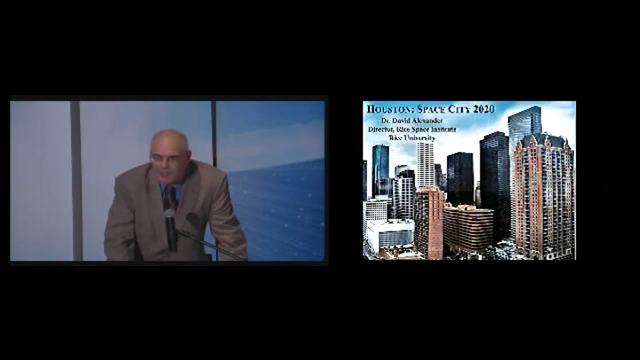 HOUSTON: SPACE CITY 2020
Dr. David Alexander
Director, Rice Space Institute
Rice University